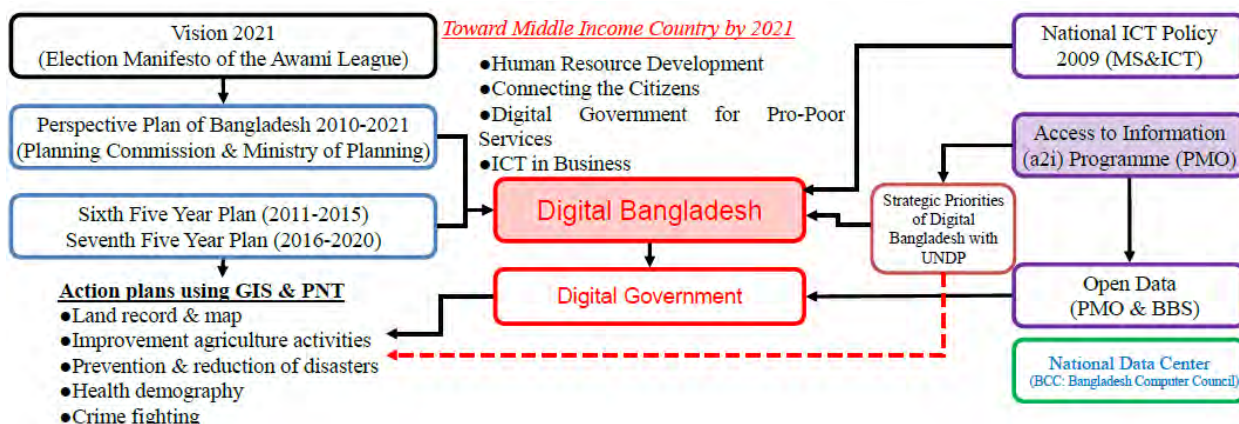 Vision 2021
(Election Manifesto of the Awami League)
Perspective Plan of Bangladesh 2010-2021
(Planning Commission & Ministry of Planning)
Sixth Five Year Plan (2011-2015)
Seventh Five Year Plan (2016-2020)
Action plans using GIS & PNT
●Land record & map
●Improvement agriculture activities
●Prevention & reduction of disasters
●Health demography
●Crime fighting
Toward Middle Income Country by 2021
●Human Resource Development
●Connecting the Citizens
●Digital Government for Pro-Poor
Services
●ICT in Business
Digital Bangladesh
Digital Government
National ICT Policy
2009 (MS&ICT)
Access to Information
(a2i) Programme (PMO)
Strategic Priorities
of Digital
Bangladesh with
UNDP
Open Data
(PMO & BBS)
National Data Center
(BCC: Bangladesh Computer Council)